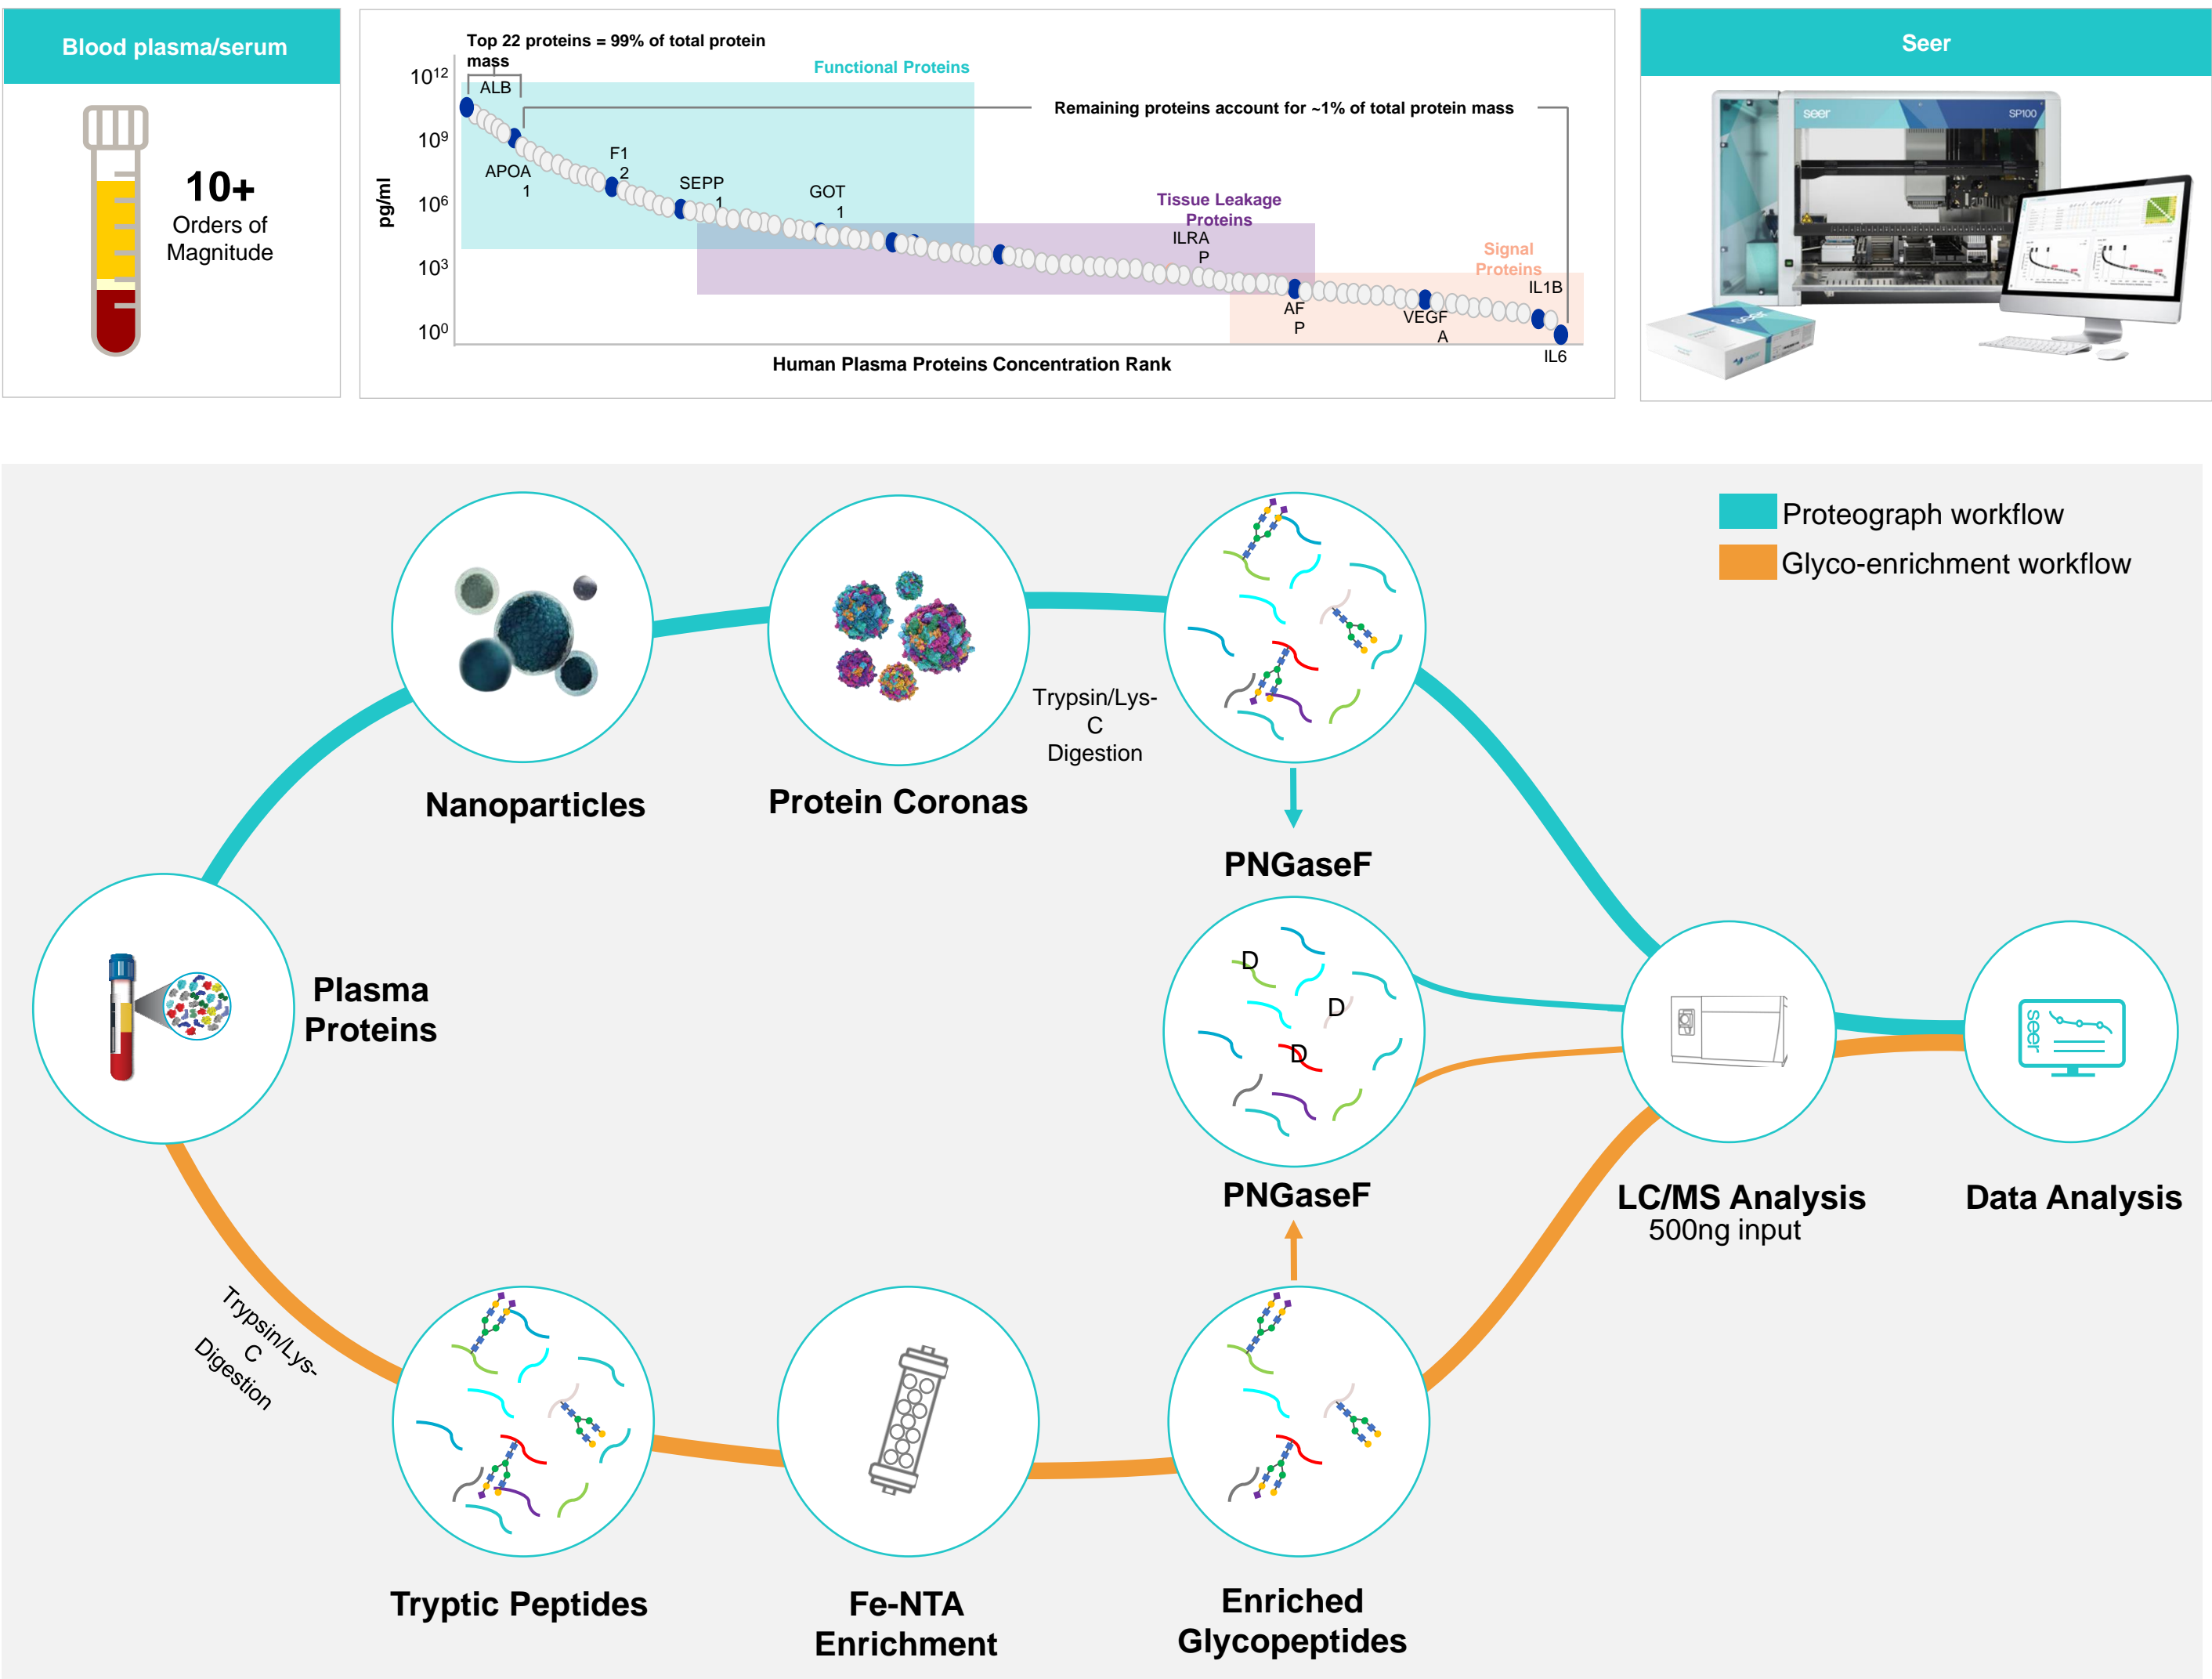 Blood plasma/serum
10+
Orders of
Magnitude
Top 22 proteins = 99% of total protein
mass
ALB
Functional Proteins
Remaining proteins account for ~1% of total protein mass
10¹²
10⁹
10⁶
10³
10⁰
pg/ml
APOA
1
F1
2
SEPP
1
GOT
1
Tissue Leakage
Proteins
ILRA
P
Signal
Proteins
IL1B
AF
P
VEGF
A
IL6
Human Plasma Proteins Concentration Rank
Seer
seer
SP100
seer
Proteograph workflow
Glyco-enrichment workflow
Trypsin/Lys-
C
Digestion
Nanoparticles
Protein Coronas
PNGaseF
D
D
D
Plasma
Proteins
PNGaseF
seer
LC/MS Analysis
500ng input
Data Analysis
Trypsin/Lys-
C
Digestion
Tryptic Peptides
Fe-NTA
Enrichment
Enriched
Glycopeptides